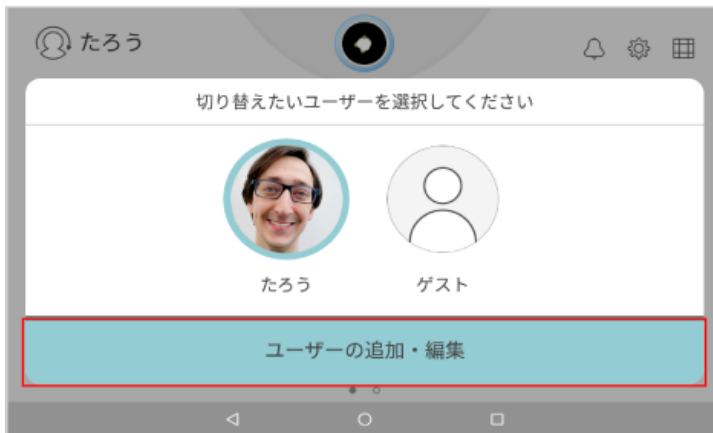 たろう
切り替えたいユーザーを選択してください
たろう
ゲスト
ユーザーの追加・編集